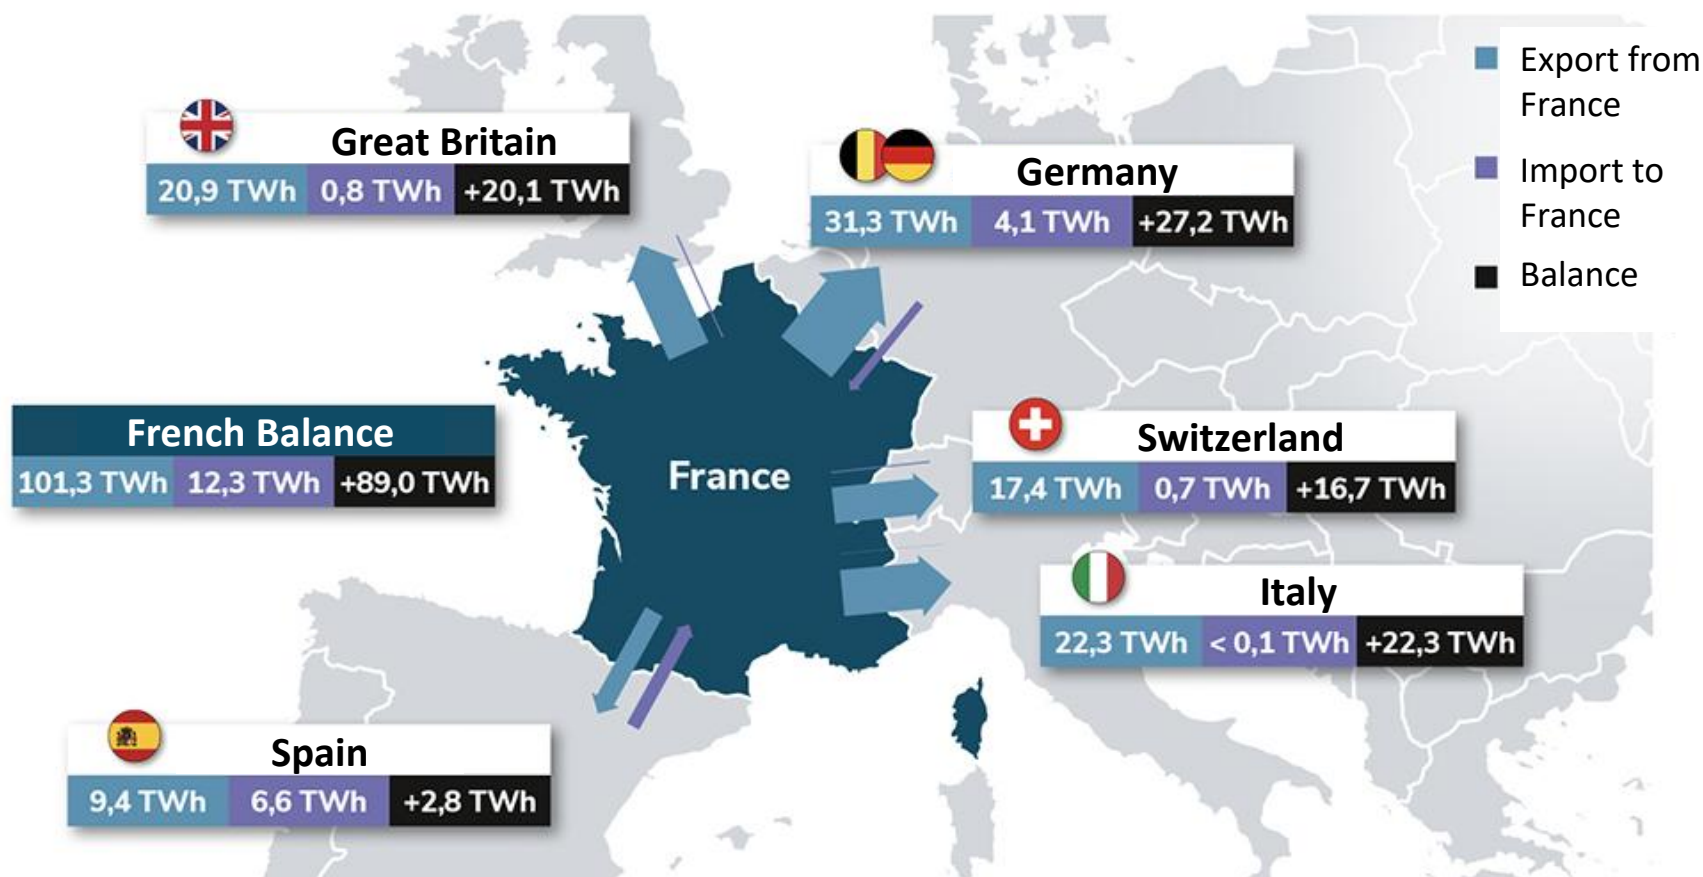 Export from
France
Import to
France
Balance
Great Britain
20,9 TWh 0,8 TWh +20,1 TWh
Germany
31,3 TWh 4,1 TWh +27,2 TWh
French Balance
101,3 TWh 12,3 TWh +89,0 TWh
France
Switzerland
17,4 TWh 0,7 TWh +16,7 TWh
Italy
22,3 TWh < 0,1 TWh +22,3 TWh
Spain
9,4 TWh 6,6 TWh +2,8 TWh